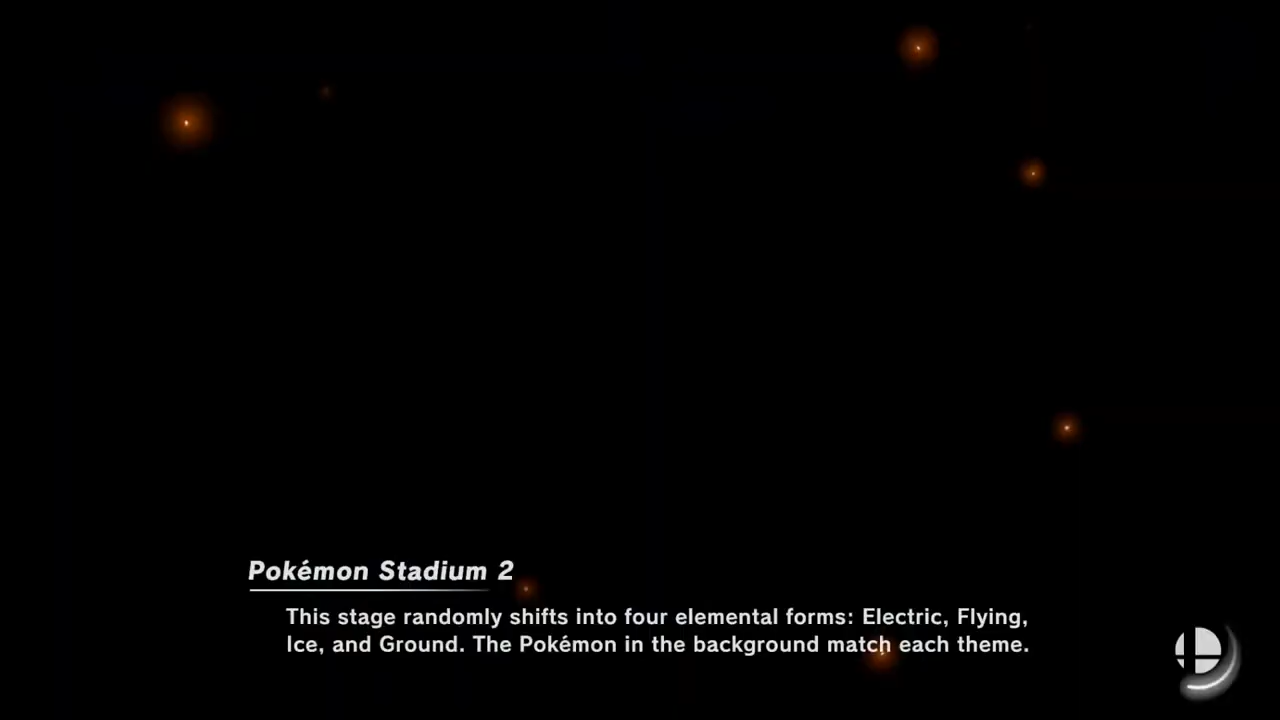 Pokémon Stadium 2
This stage randomly shifts into four elemental forms: Electric, Flying,
Ice, and Ground. The Pokémon in the background match each theme.